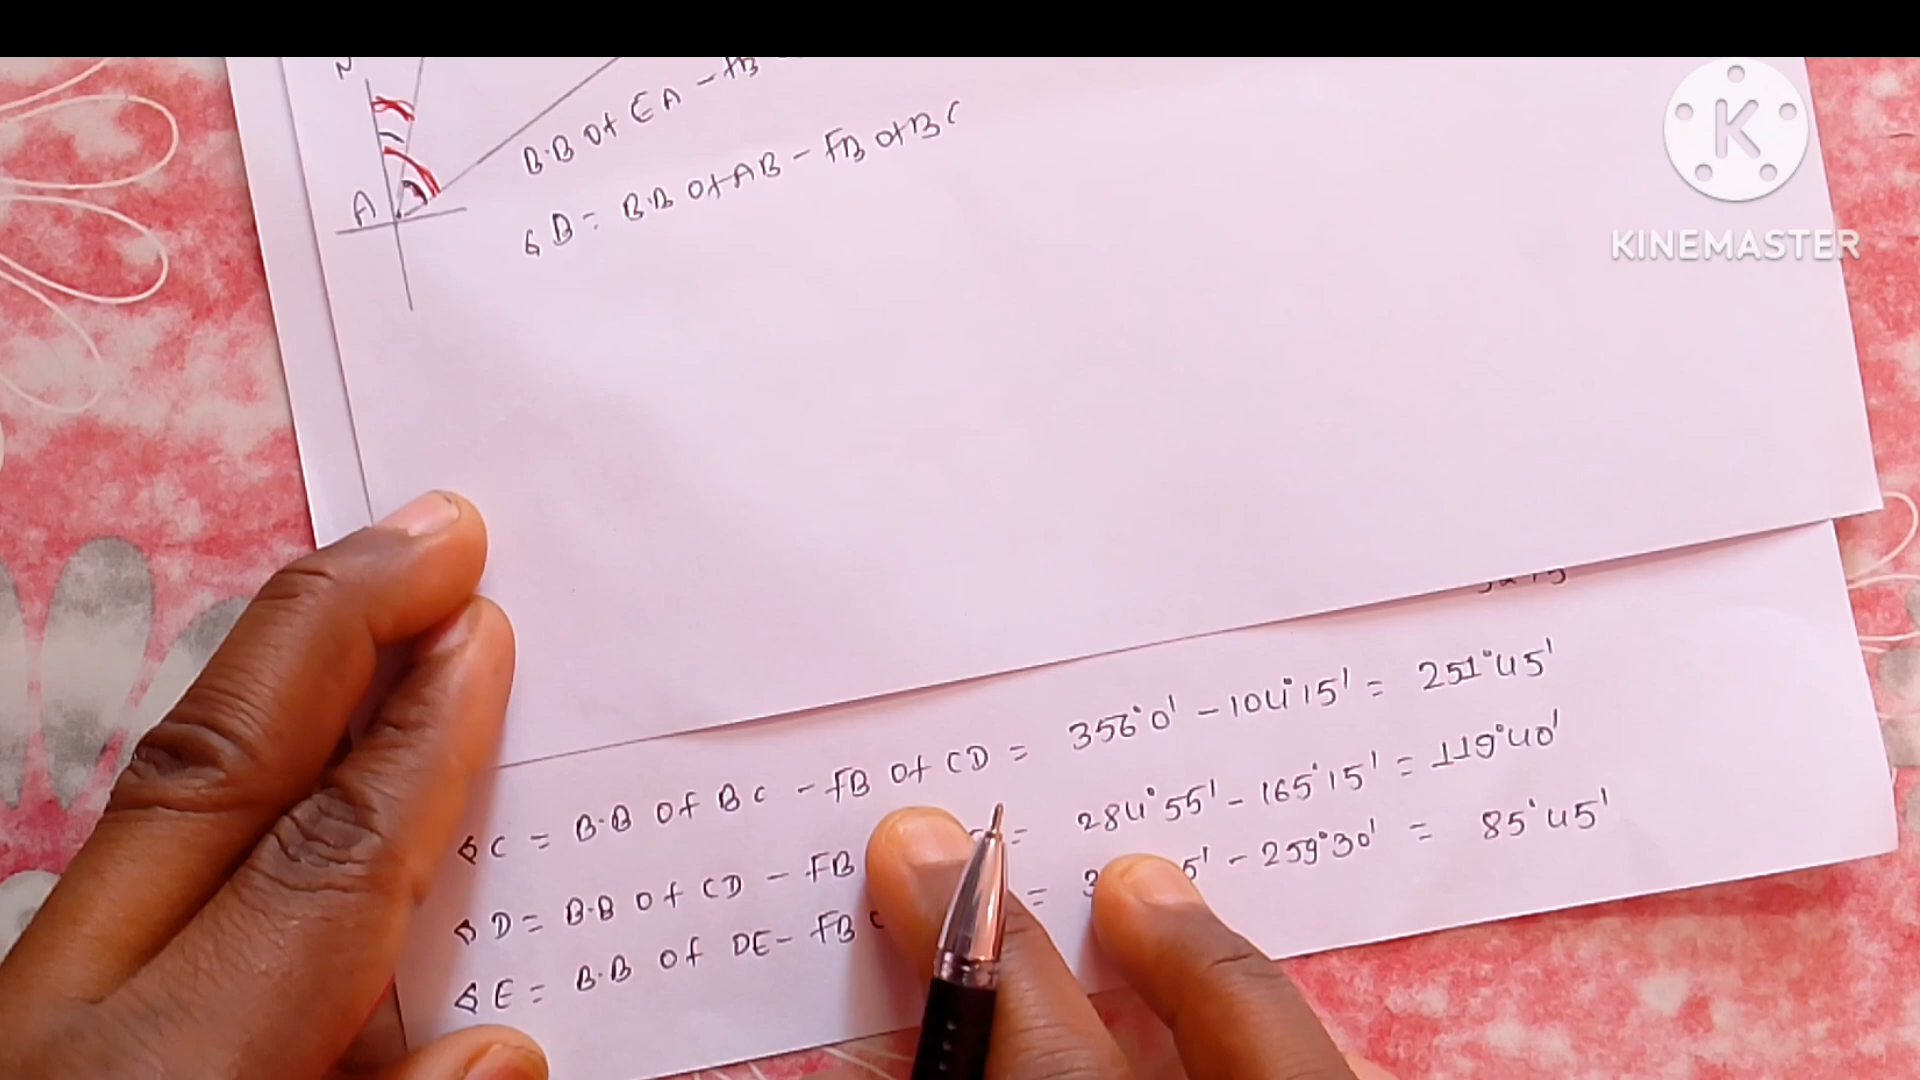 N
A
B.B Of EA - FB
∠B = B.B Of AB - FB Of BC
∠C = B.B Of BC - FB Of CD = 356°0' - 104°15' = 251°45'
∠D = B.B Of CD - FB = 284°55' - 165°15' = 119°40'
∠E = B.B Of DE - FB = 3 5' - 259°30' = 85°45'
K
KINEMASTER